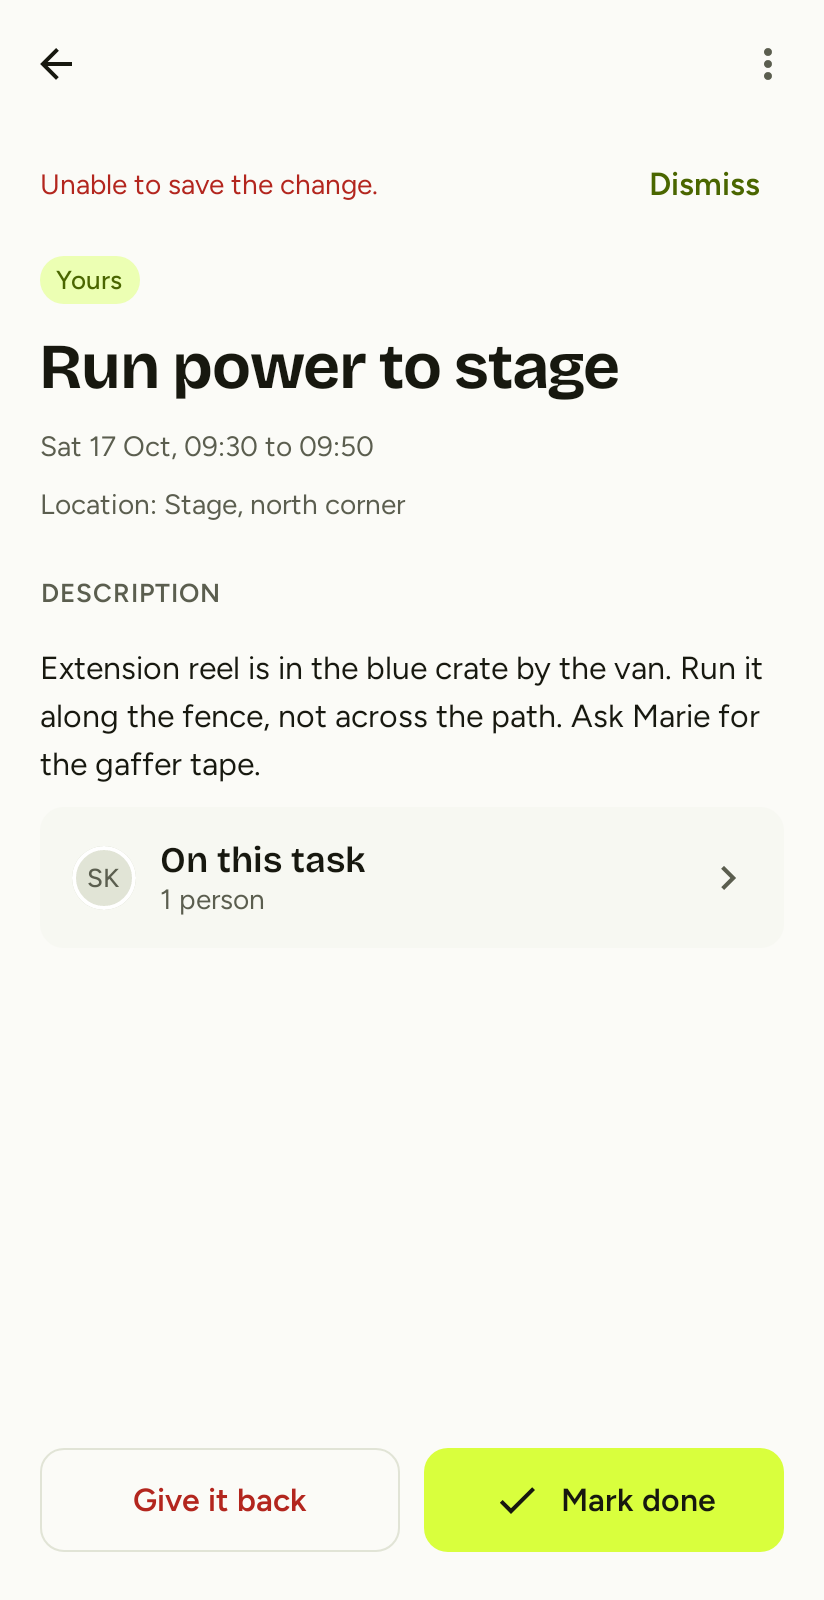 Unable to save the change.
Dismiss
Yours
Run power to stage
Sat 17 Oct, 09:30 to 09:50
Location: Stage, north corner
DESCRIPTION
Extension reel is in the blue crate by the van. Run it
along the fence, not across the path. Ask Marie for
the gaffer tape.
SK
On this task
1 person
Give it back
Mark done